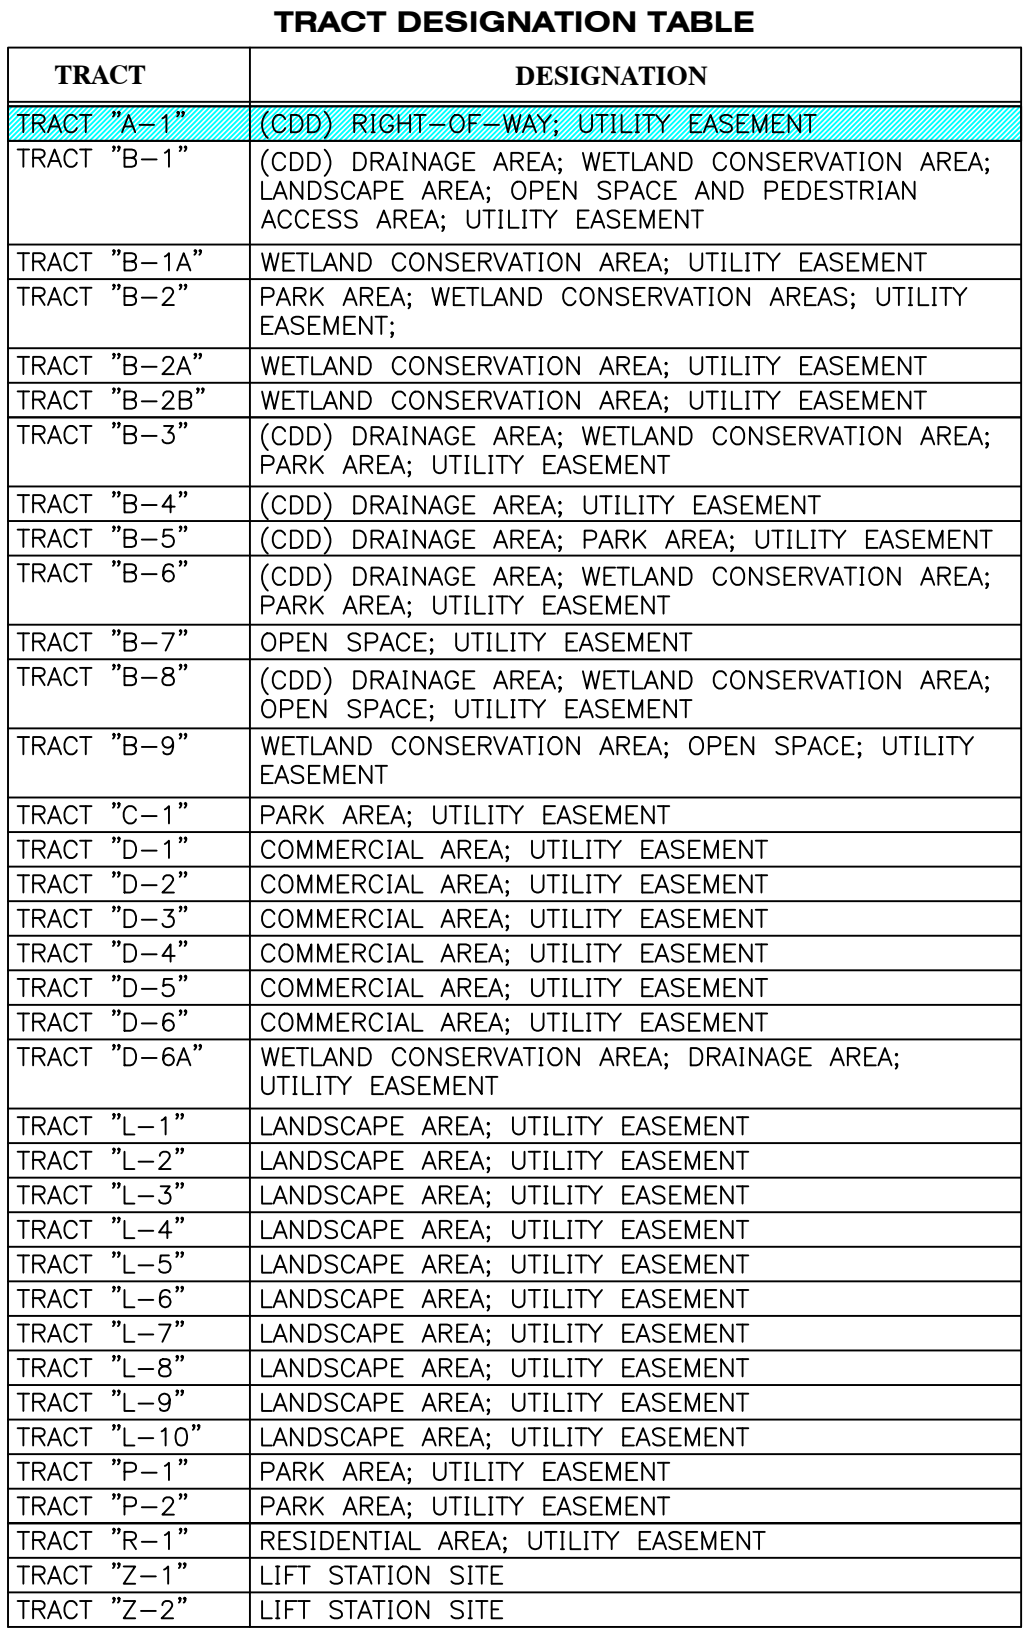 TRACT DESIGNATION TABLE
TRACT DESIGNATION
TRACT "A-1" (CDD) RIGHT-OF-WAY; UTILITY EASEMENT
TRACT "B-1" (CDD) DRAINAGE AREA; WETLAND CONSERVATION AREA;
LANDSCAPE AREA; OPEN SPACE AND PEDESTRIAN
ACCESS AREA; UTILITY EASEMENT
TRACT "B-1A" WETLAND CONSERVATION AREA; UTILITY EASEMENT
TRACT "B-2" PARK AREA; WETLAND CONSERVATION AREAS; UTILITY
EASEMENT;
TRACT "B-2A" WETLAND CONSERVATION AREA; UTILITY EASEMENT
TRACT "B-2B" WETLAND CONSERVATION AREA; UTILITY EASEMENT
TRACT "B-3" (CDD) DRAINAGE AREA; WETLAND CONSERVATION AREA;
PARK AREA; UTILITY EASEMENT
TRACT "B-4" (CDD) DRAINAGE AREA; UTILITY EASEMENT
TRACT "B-5" (CDD) DRAINAGE AREA; PARK AREA; UTILITY EASEMENT
TRACT "B-6" (CDD) DRAINAGE AREA; WETLAND CONSERVATION AREA;
PARK AREA; UTILITY EASEMENT
TRACT "B-7" OPEN SPACE; UTILITY EASEMENT
TRACT "B-8" (CDD) DRAINAGE AREA; WETLAND CONSERVATION AREA;
OPEN SPACE; UTILITY EASEMENT
TRACT "B-9" WETLAND CONSERVATION AREA; OPEN SPACE; UTILITY
EASEMENT
TRACT "C-1" PARK AREA; UTILITY EASEMENT
TRACT "D-1" COMMERCIAL AREA; UTILITY EASEMENT
TRACT "D-2" COMMERCIAL AREA; UTILITY EASEMENT
TRACT "D-3" COMMERCIAL AREA; UTILITY EASEMENT
TRACT "D-4" COMMERCIAL AREA; UTILITY EASEMENT
TRACT "D-5" COMMERCIAL AREA; UTILITY EASEMENT
TRACT "D-6" COMMERCIAL AREA; UTILITY EASEMENT
TRACT "D-6A" WETLAND CONSERVATION AREA; DRAINAGE AREA;
UTILITY EASEMENT
TRACT "L-1" LANDSCAPE AREA; UTILITY EASEMENT
TRACT "L-2" LANDSCAPE AREA; UTILITY EASEMENT
TRACT "L-3" LANDSCAPE AREA; UTILITY EASEMENT
TRACT "L-4" LANDSCAPE AREA; UTILITY EASEMENT
TRACT "L-5" LANDSCAPE AREA; UTILITY EASEMENT
TRACT "L-6" LANDSCAPE AREA; UTILITY EASEMENT
TRACT "L-7" LANDSCAPE AREA; UTILITY EASEMENT
TRACT "L-8" LANDSCAPE AREA; UTILITY EASEMENT
TRACT "L-9" LANDSCAPE AREA; UTILITY EASEMENT
TRACT "L-10" LANDSCAPE AREA; UTILITY EASEMENT
TRACT "P-1" PARK AREA; UTILITY EASEMENT
TRACT "P-2" PARK AREA; UTILITY EASEMENT
TRACT "R-1" RESIDENTIAL AREA; UTILITY EASEMENT
TRACT "Z-1" LIFT STATION SITE
TRACT "Z-2" LIFT STATION SITE